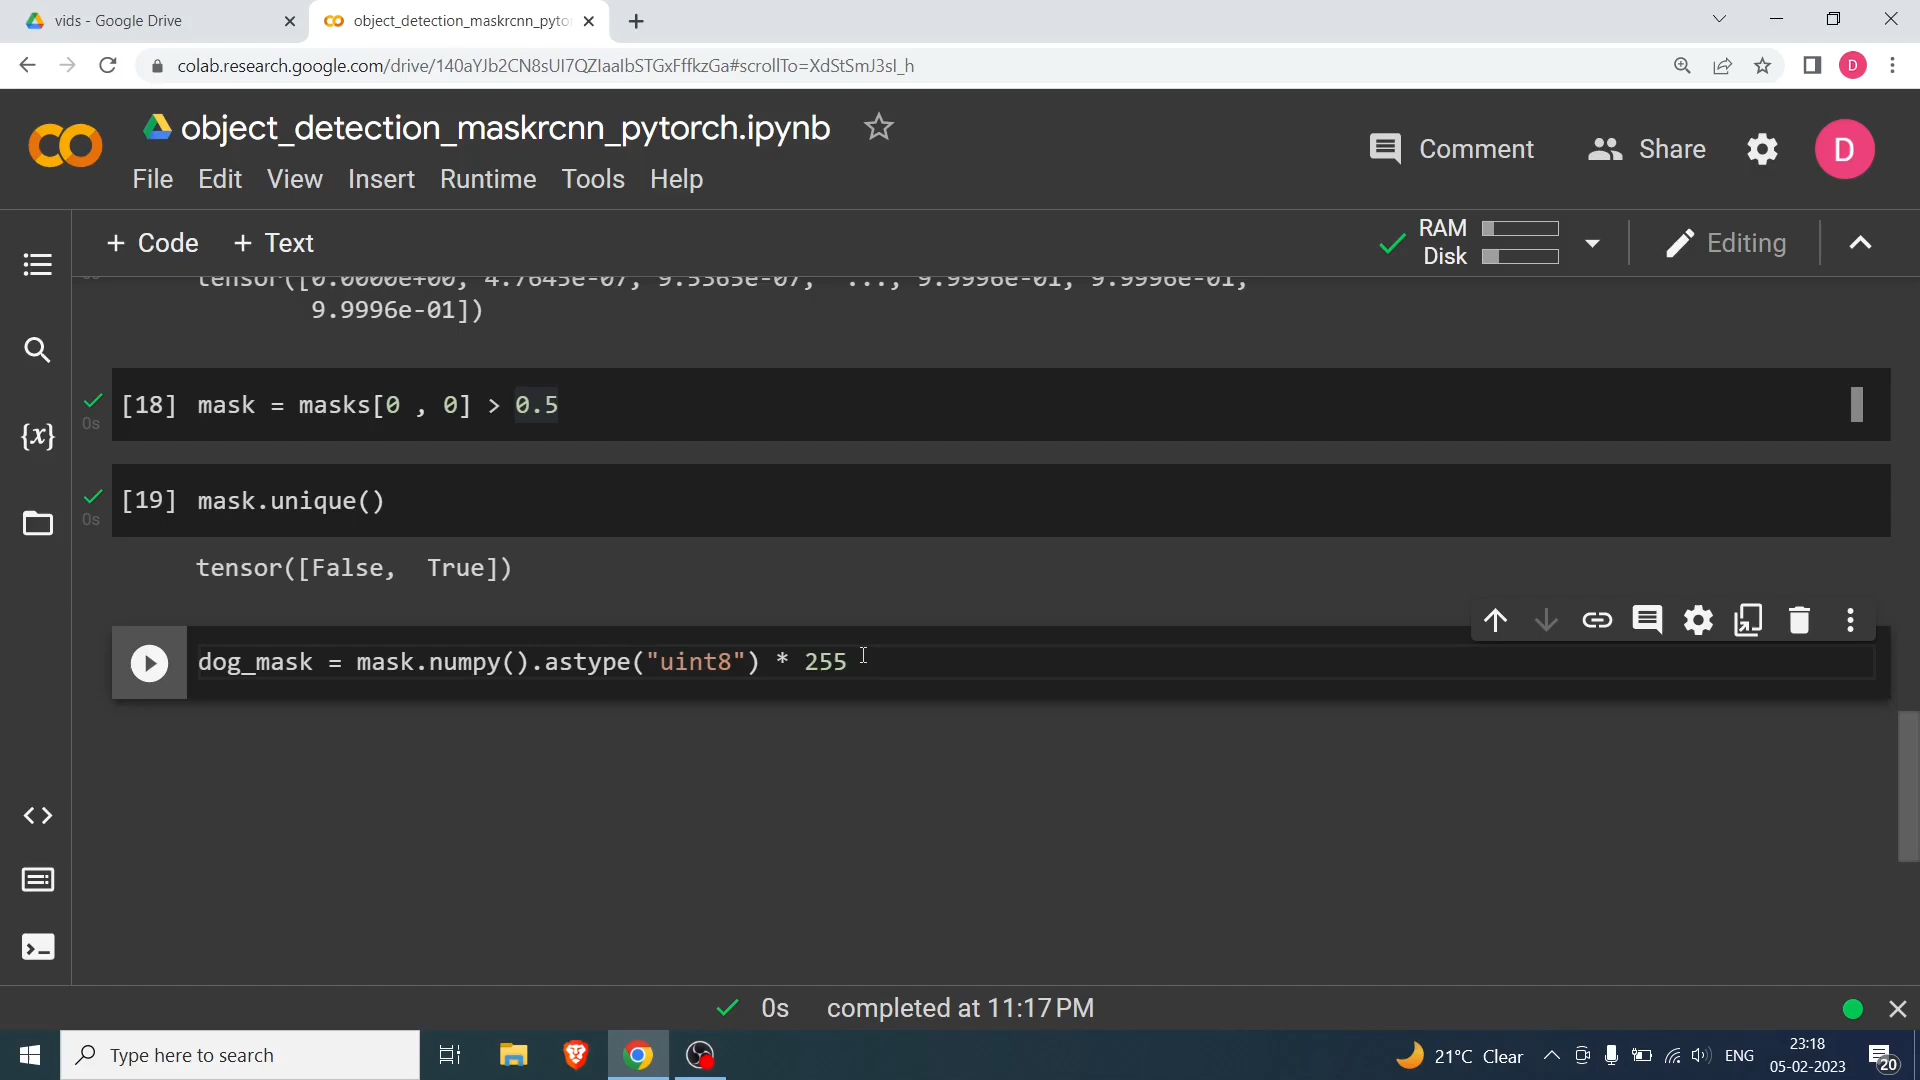 vids - Google Drive
object_detection_maskrcnn_pyto
colab.research.google.com/drive/140aYJb2CN8sUI7QZIaaIbSTGxFffkzGa#scrollTo=XdStSmJ3sI_h
D
object_detection_maskrcnn_pytorch.ipynb
Comment
Share
D
File Edit View Insert Runtime Tools Help
+ Code + Text
RAM
Disk
Editing
tensor([0.0000e+00, 4.7645e-07, 9.5365e-07, ..., 9.9996e-01, 9.9996e-01,
9.9996e-01])
[18] mask = masks[0 , 0] > 0.5
0s
{x}
[19] mask.unique()
0s
tensor([False, True])
dog_mask = mask.numpy().astype("uint8") * 255
0s completed at 11:17 PM
Type here to search
21°C Clear
ENG
23:18
05-02-2023
20